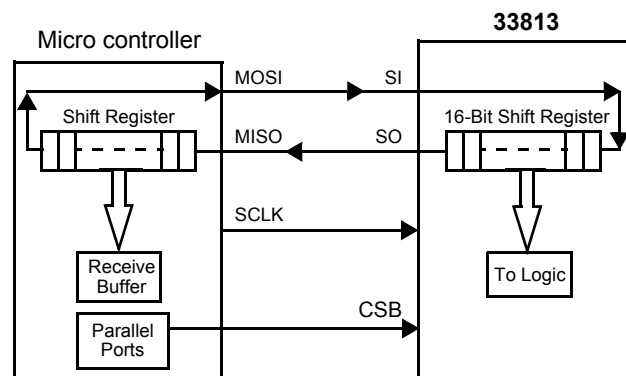 33813
Micro controller
MOSI
SI
Shift Register
16-Bit Shift Register
MISO
SO
SCLK
Receive
Buffer
To Logic
CSB
Parallel
Ports